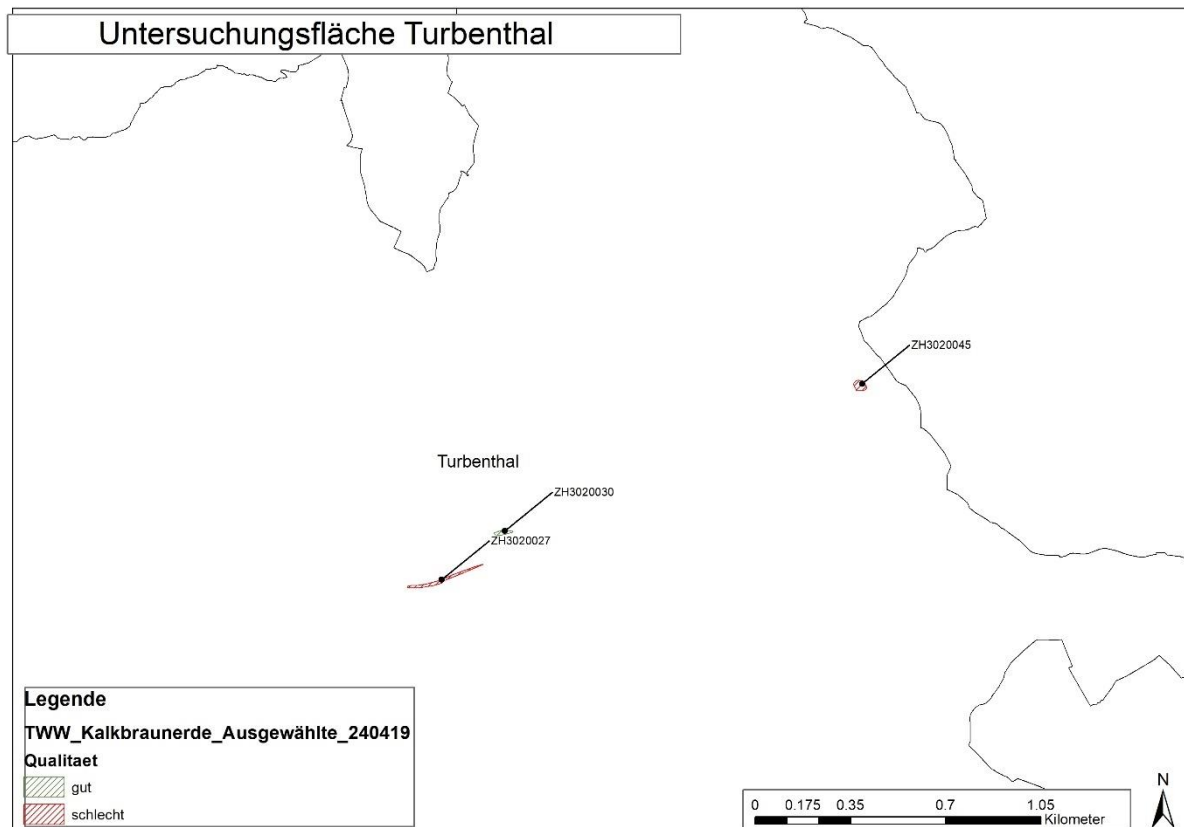 Untersuchungsfläche Turbenthal
ZH3020045
Turbenthal
ZH3020030
ZH3020027
Legende
TWW_Kalkbraunerde_Ausgewählte_240419
Qualitaet
gut
schlecht
0 0.175 0.35 0.7 1.05
Kilometer
N